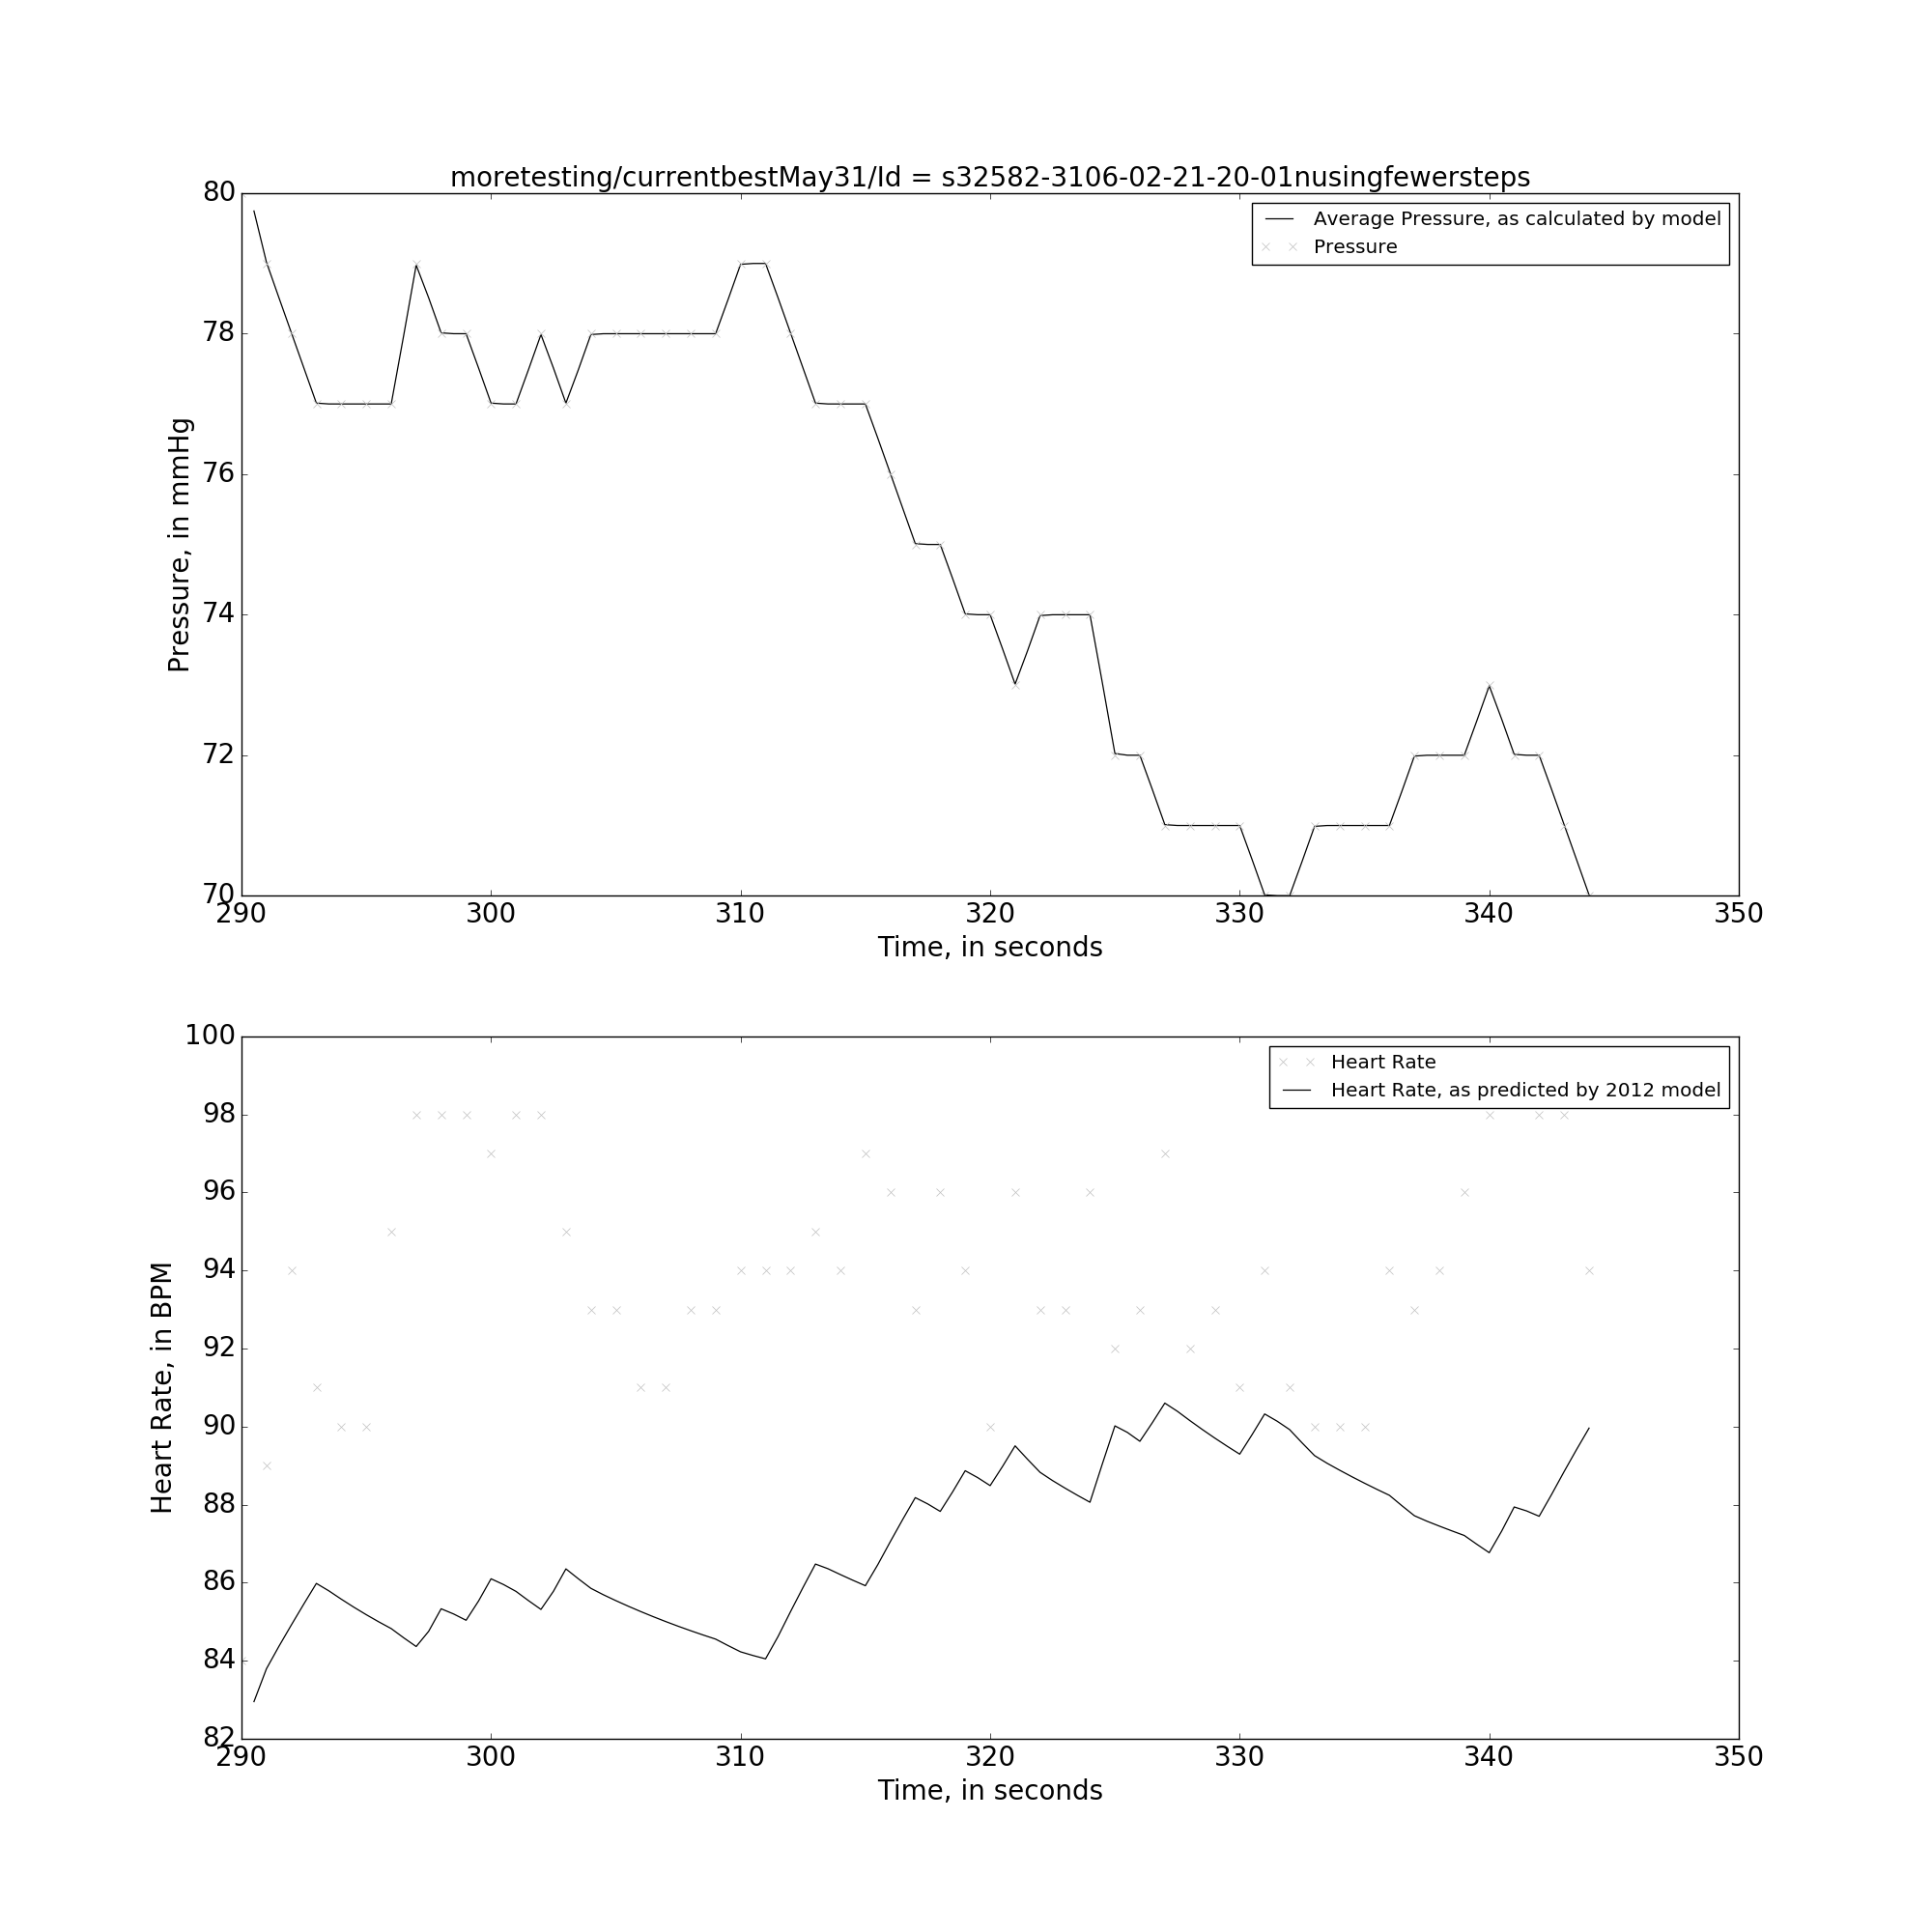 moretesting/currentbestMay31/Id = s32582-3106-02-21-20-01nusingfewersteps
80
78
76
74
72
70
Pressure, in mmHg
Average Pressure, as calculated by model
Pressure
290 300 310 320 330 340 350
Time, in seconds
100
98
96
94
92
90
88
86
84
82
Heart Rate, in BPM
Heart Rate
Heart Rate, as predicted by 2012 model
290 300 310 320 330 340 350
Time, in seconds